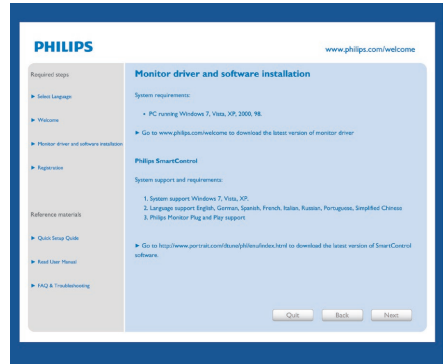 PHILIPS
www.philips.com/welcome
Required steps
▶ Select Language
▶ Welcome
▶ Monitor driver and software installation
▶ Registration
Reference materials
▶ Quick Setup Guide
▶ Read User Manual
▶ FAQ & Troubleshooting
Monitor driver and software installation
System requirements:
• PC running Windows 7, Vista, XP, 2000, 98.
▶ Go to www.philips.com/welcome to download the latest version of monitor driver
Philips SmartControl
System support and requirements:
1. System support Windows 7, Vista, XP.
2. Language support English, German, Spanish, French, Italian, Russian, Portuguese, Simplified Chinese
3. Philips Monitor Plug and Play support
▶ Go to http://www.portrait.com/dtune/phl/enu/index.html to download the latest version of SmartControl
software.
Quit
Back
Next